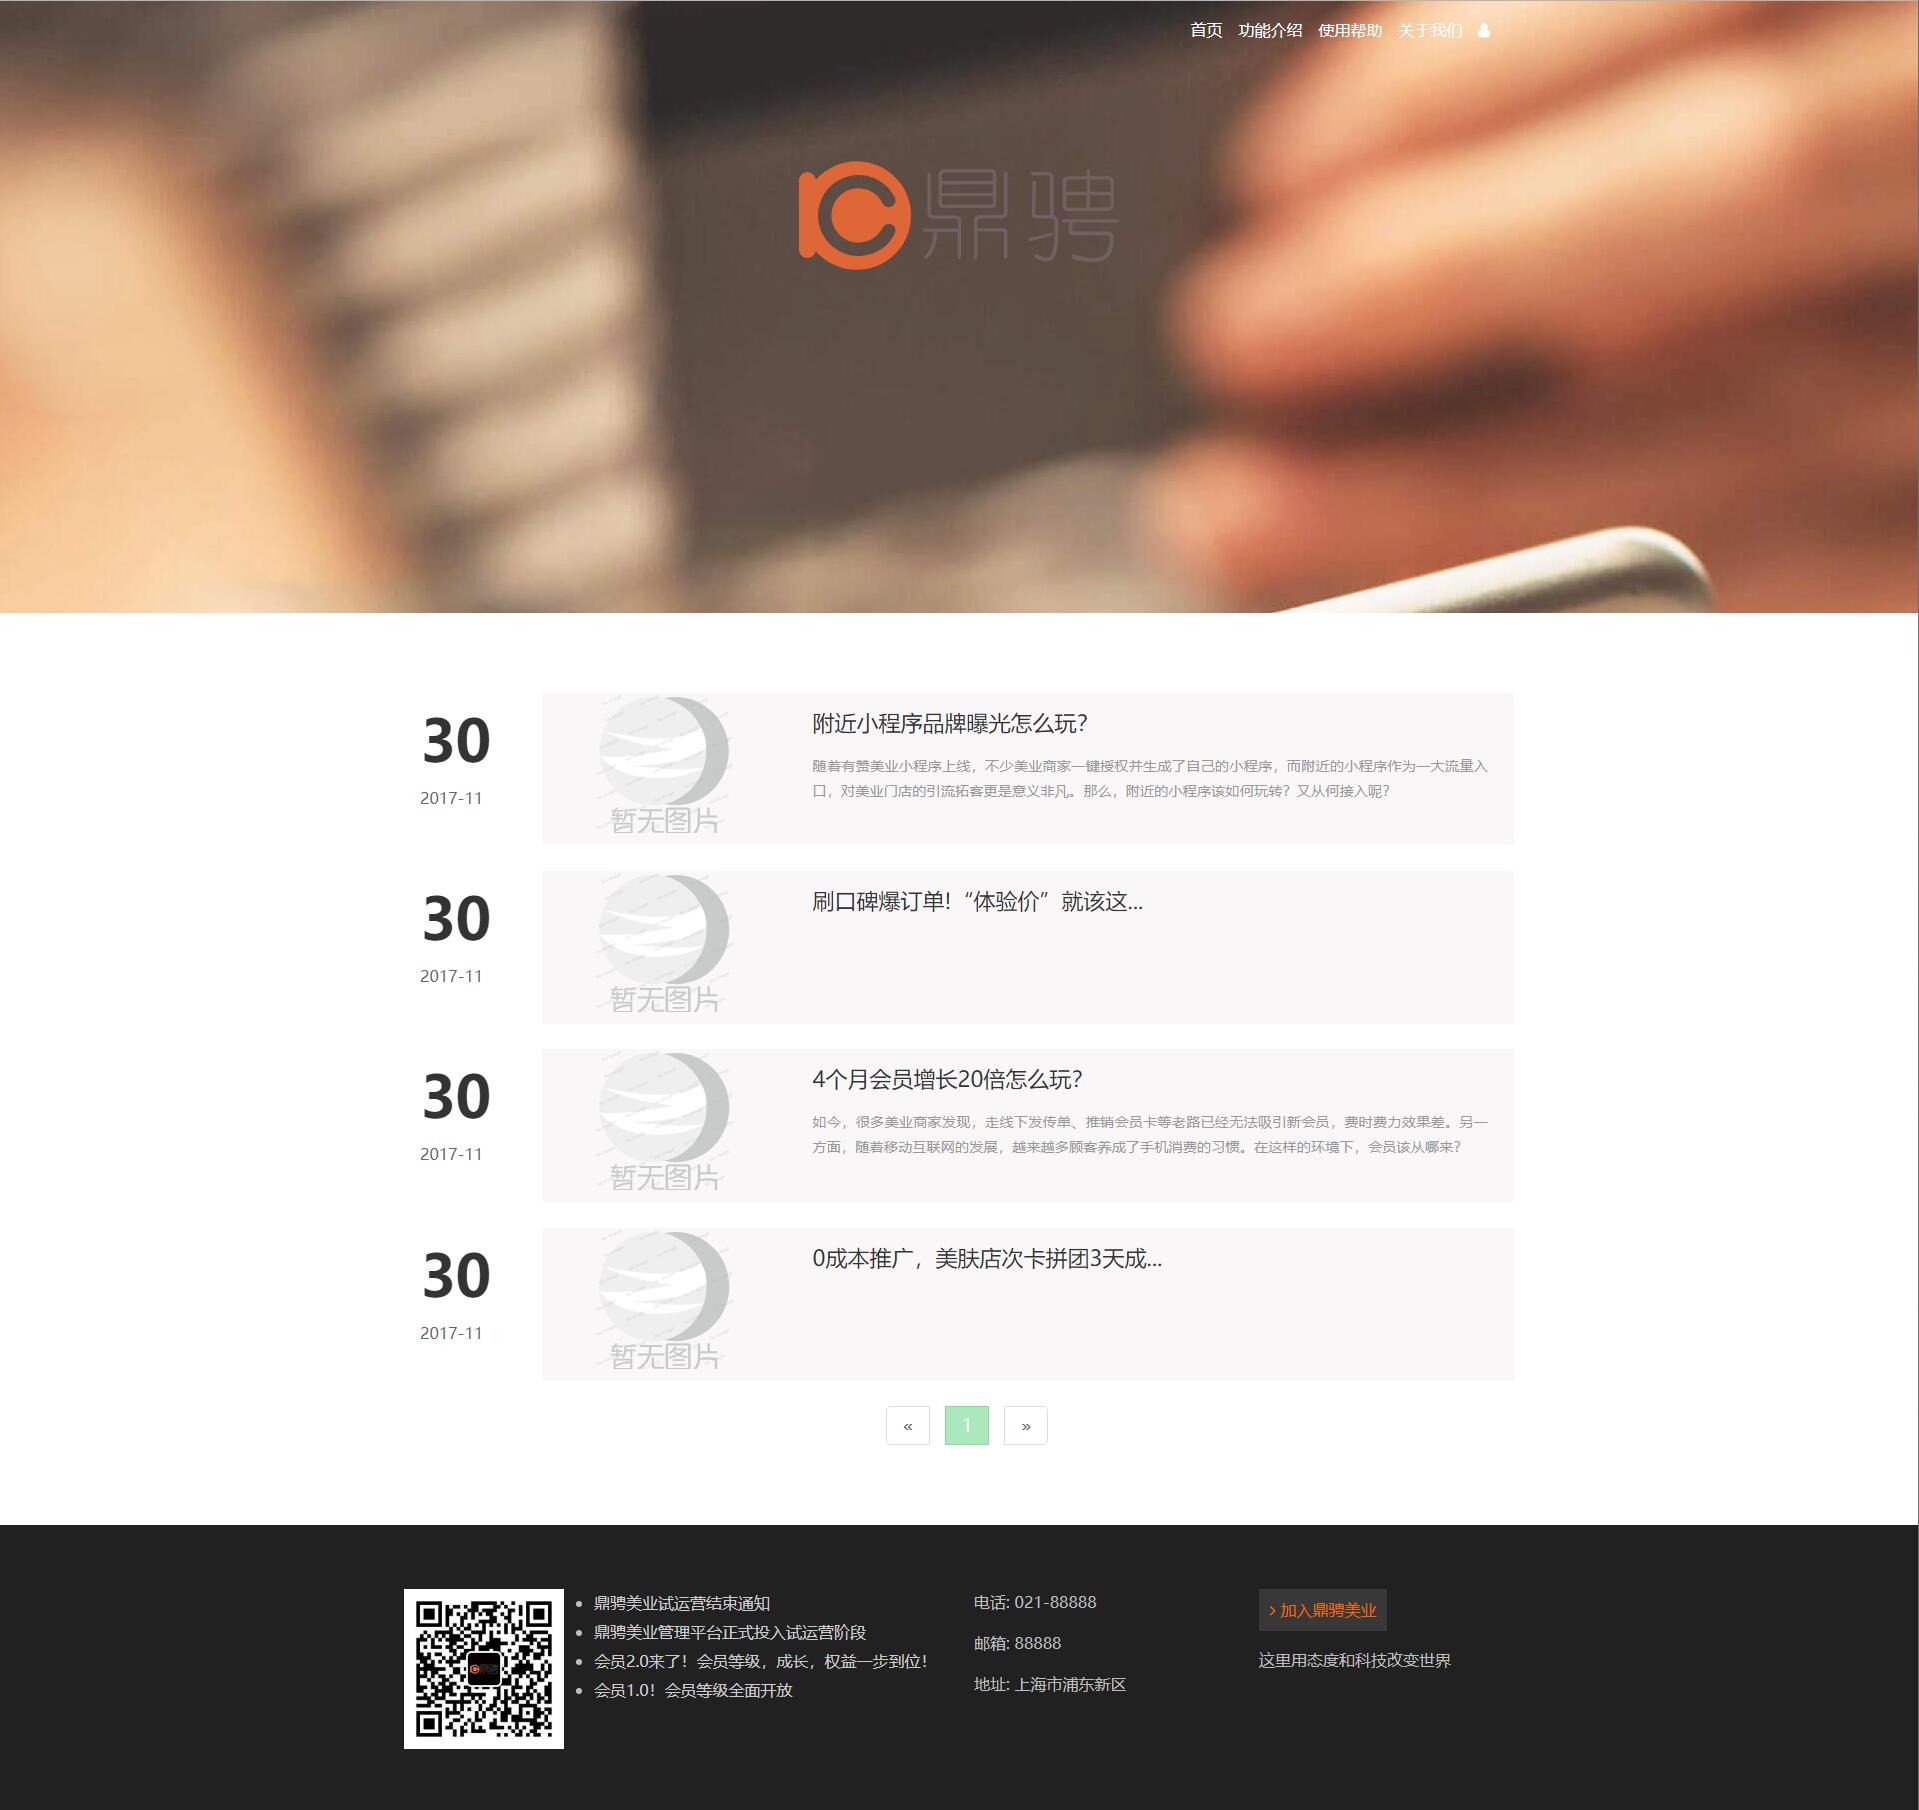 首页 功能介绍 使用帮助 关于我们
鼎骋
30
2017-11
暂无图片
附近小程序品牌曝光怎么玩？
随着有赞美业小程序上线，不少美业商家一键授权并生成了自己的小程序，而附近的小程序作为一大流量入
口，对美业门店的引流拓客更是意义非凡。那么，附近的小程序该如何玩转？又从何接入呢？
30
2017-11
暂无图片
刷口碑爆订单！“体验价”就该这...
30
2017-11
暂无图片
4个月会员增长20倍怎么玩？
如今，很多美业商家发现，走线下发传单、推销会员卡等老路已经无法吸引新会员，费时费力效果差。另一
方面，随着移动互联网的发展，越来越多顾客养成了手机消费的习惯。在这样的环境下，会员该从哪来？
30
2017-11
暂无图片
0成本推广，美肤店次卡拼团3天成...
« 1 »
鼎骋美业试运营结束通知
鼎骋美业管理平台正式投入试运营阶段
会员2.0来了！会员等级，成长，权益一步到位！
会员1.0！会员等级全面开放
电话: 021-88888
邮箱: 88888
地址: 上海市浦东新区
> 加入鼎骋美业
这里用态度和科技改变世界